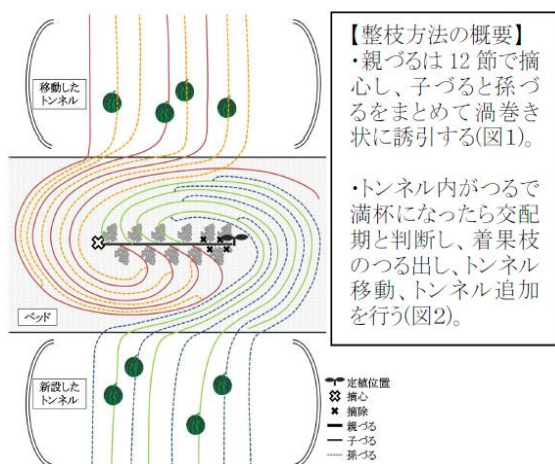 移動した
トンネル
ベッド
新設した
トンネル
【整枝方法の概要】
・親づるは 12 節で摘
心し、子づると孫づ
るをまとめて渦巻き
状に誘引する(図1)。
・トンネル内がつるで
満杯になったら交配
期と判断し、着果枝
のつる出し、トンネル
移動、トンネル追加
を行う(図2)。
定植位置
摘心
摘除
親づる
子づる
孫づる